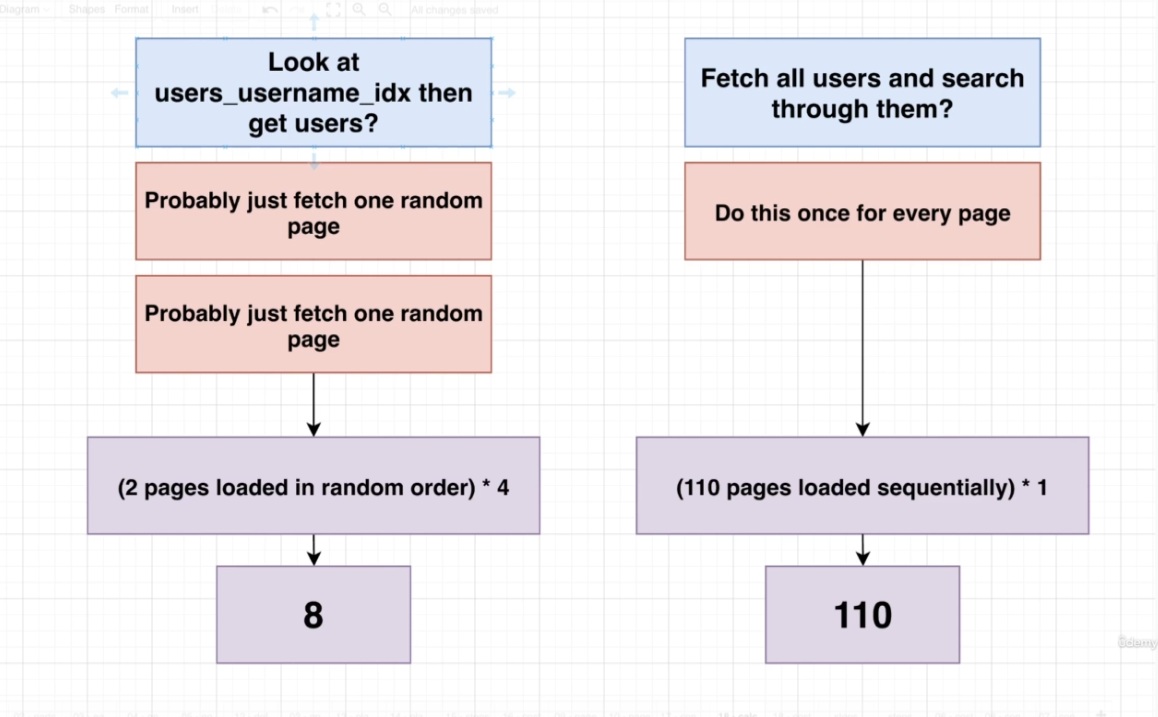 Diagram Shapes Format Insert All changes saved
Look at
users_username_idx then
get users?
Probably just fetch one random
page
Probably just fetch one random
page
(2 pages loaded in random order) * 4
8
Fetch all users and search
through them?
Do this once for every page
(110 pages loaded sequentially) * 1
110
ûdemy